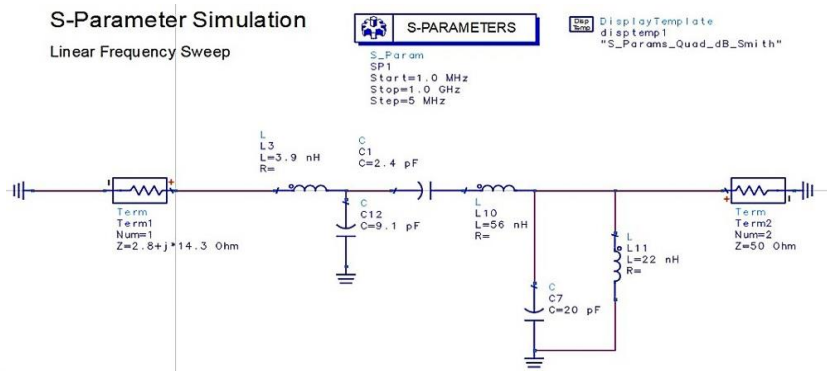 S-Parameter Simulation
Linear Frequency Sweep
S-PARAMETERS
S_Param
SP1
Start=1.0 MHz
Stop=1.0 GHz
Step=5 MHz
Disp
Temp
DisplayTemplate
disptemp1
"S_Params_Quad_dB_Smith"
L
L3
L=3.9 nH
R=
C
C1
C=2.4 pF
C
C12
C=9.1 pF
L
L10
L=56 nH
R=
L
L11
L=22 nH
R=
C
C7
C=20 pF
Term
Term1
Num=1
Z=2.8+j*14.3 Ohm
Term
Term2
Num=2
Z=50 Ohm